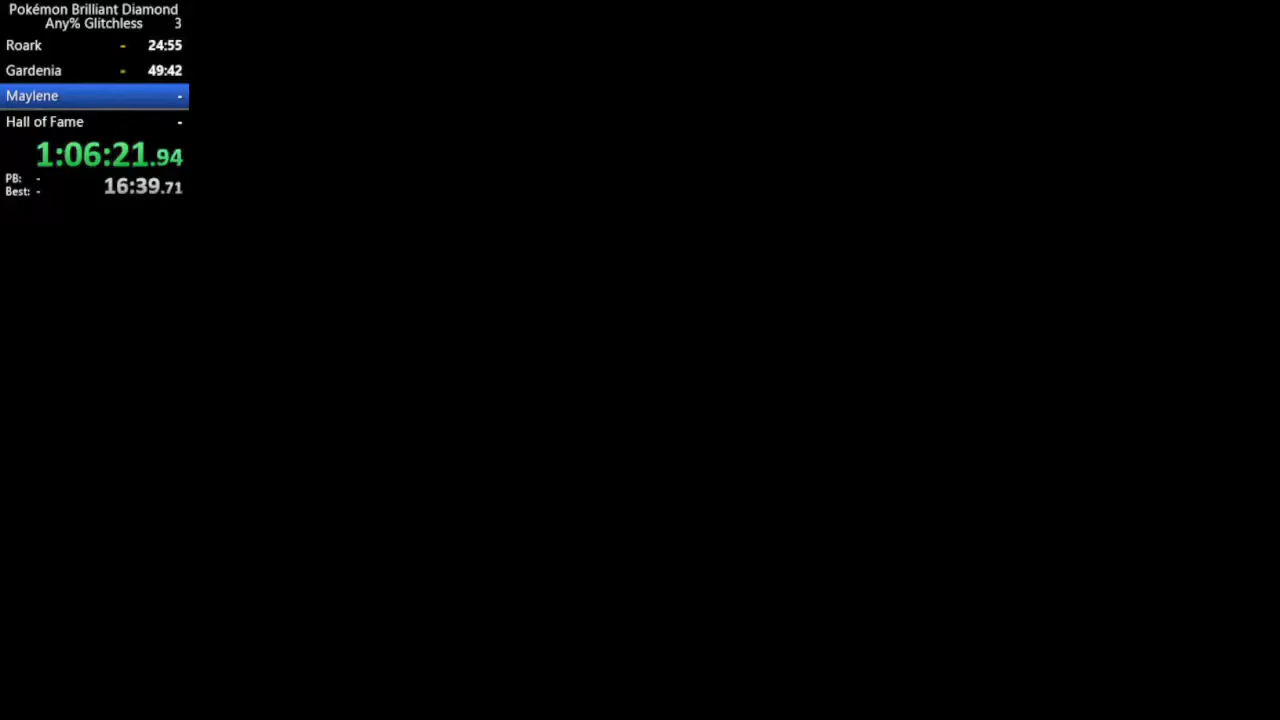 Pokémon Brilliant Diamond
Any% Glitchless 3
Roark - 24:55
Gardenia - 49:42
Maylene -
Hall of Fame -
1:06:21.94
PB: - 16:39.71
Best: -